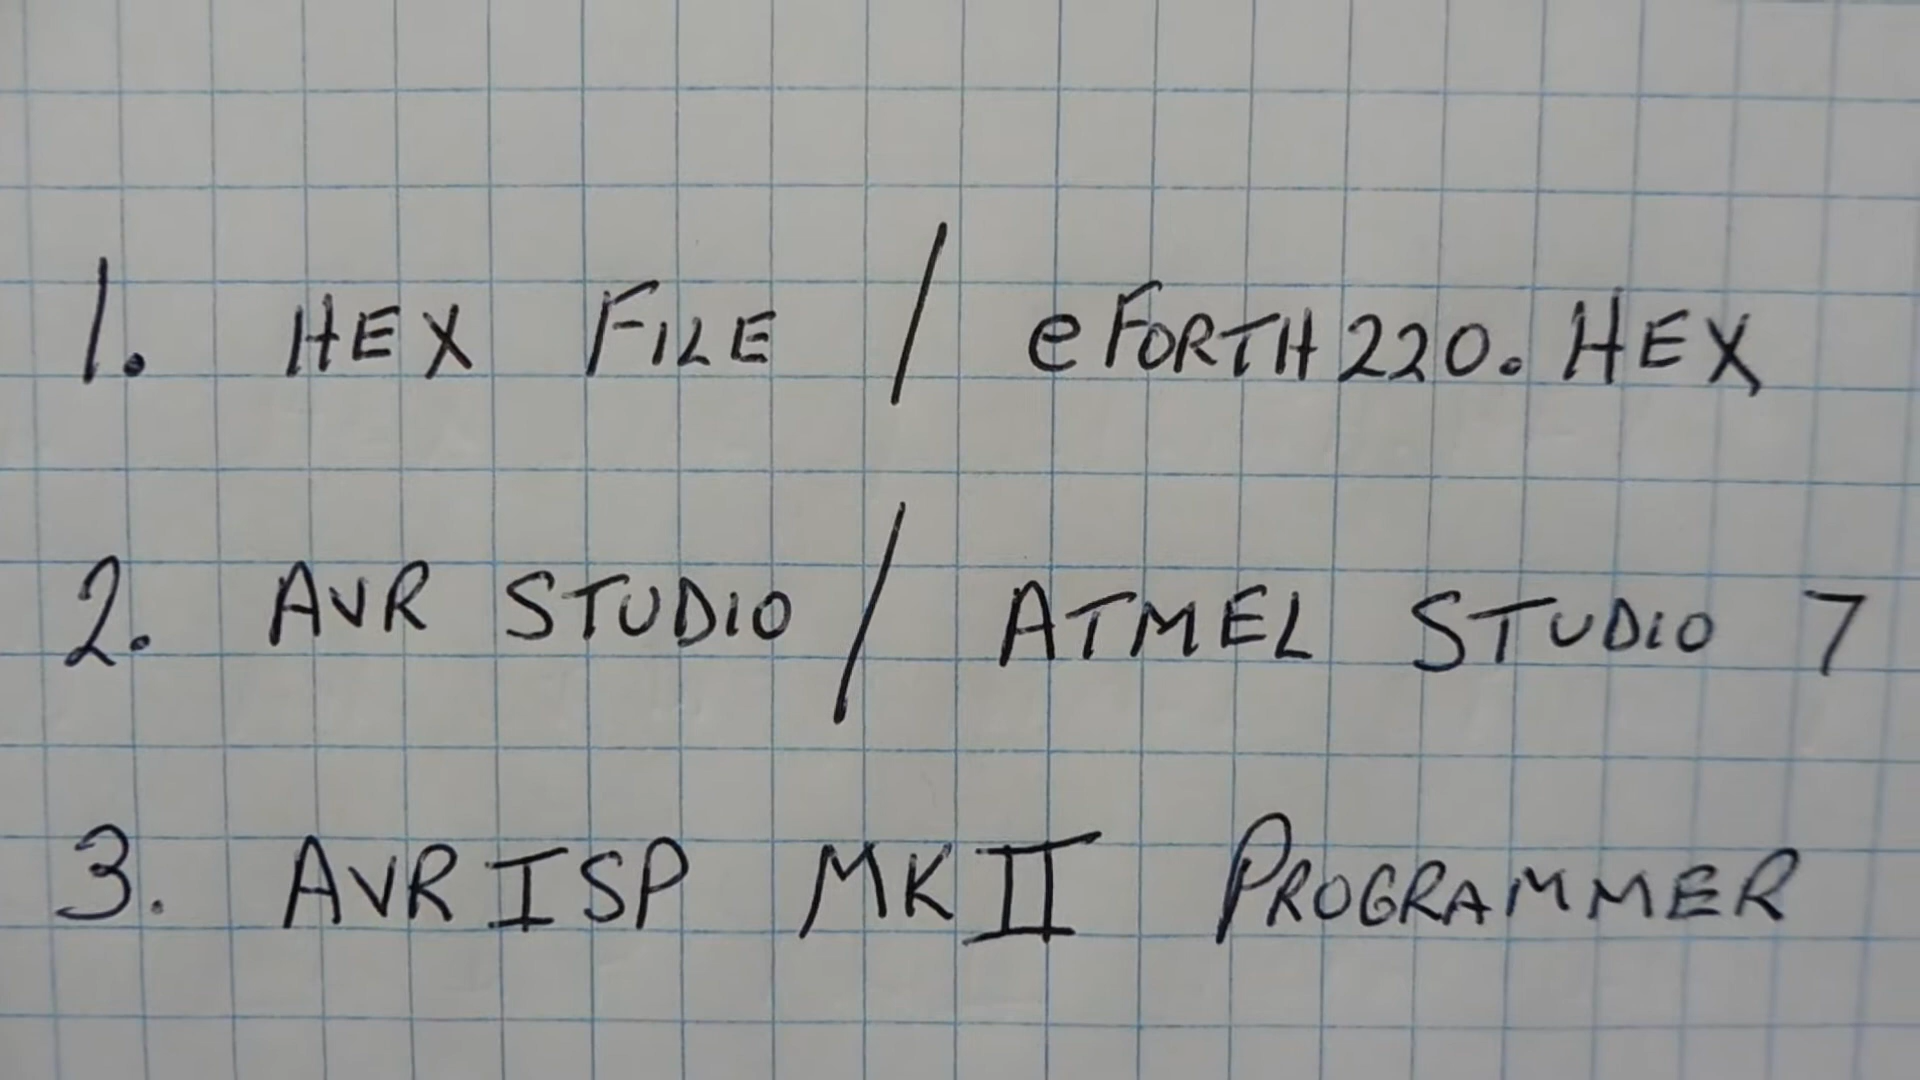 1. HEX FILE / eFORTH220.HEX
2. AVR STUDIO / ATMEL STUDIO 7
3. AVRISP MKII PROGRAMMER